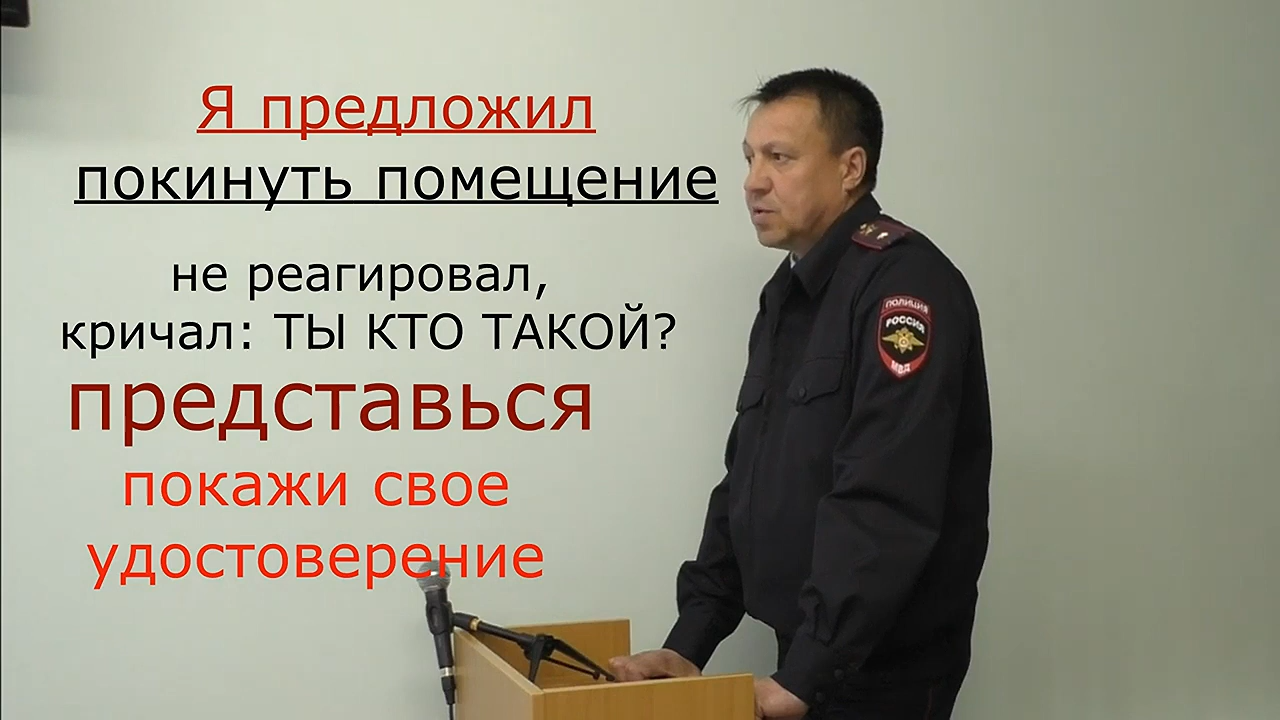 Я предложил
покинуть помещение
не реагировал,
кричал: ТЫ КТО ТАКОЙ?
представься
покажи свое
удостоверение
ПОЛИЦИЯ
РОССИЯ
МВД